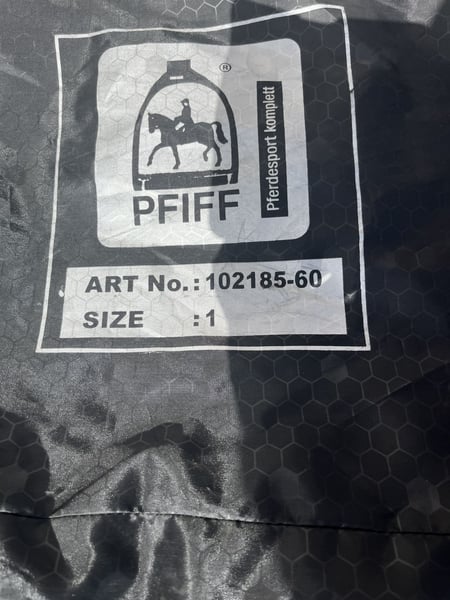 ®
PFIFF
Pferdesport komplett
ART No.: 102185-60
SIZE : 1